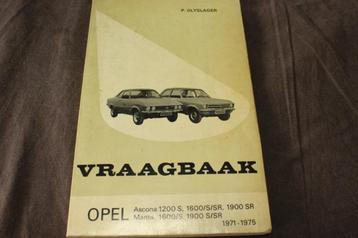 P. OLYSLAGER
VRAAGBAAK
OPEL Ascona 1200 S, 1600/S/SR, 1900 SR
Manta, 1600/S, 1900 S/SR
1971-1975